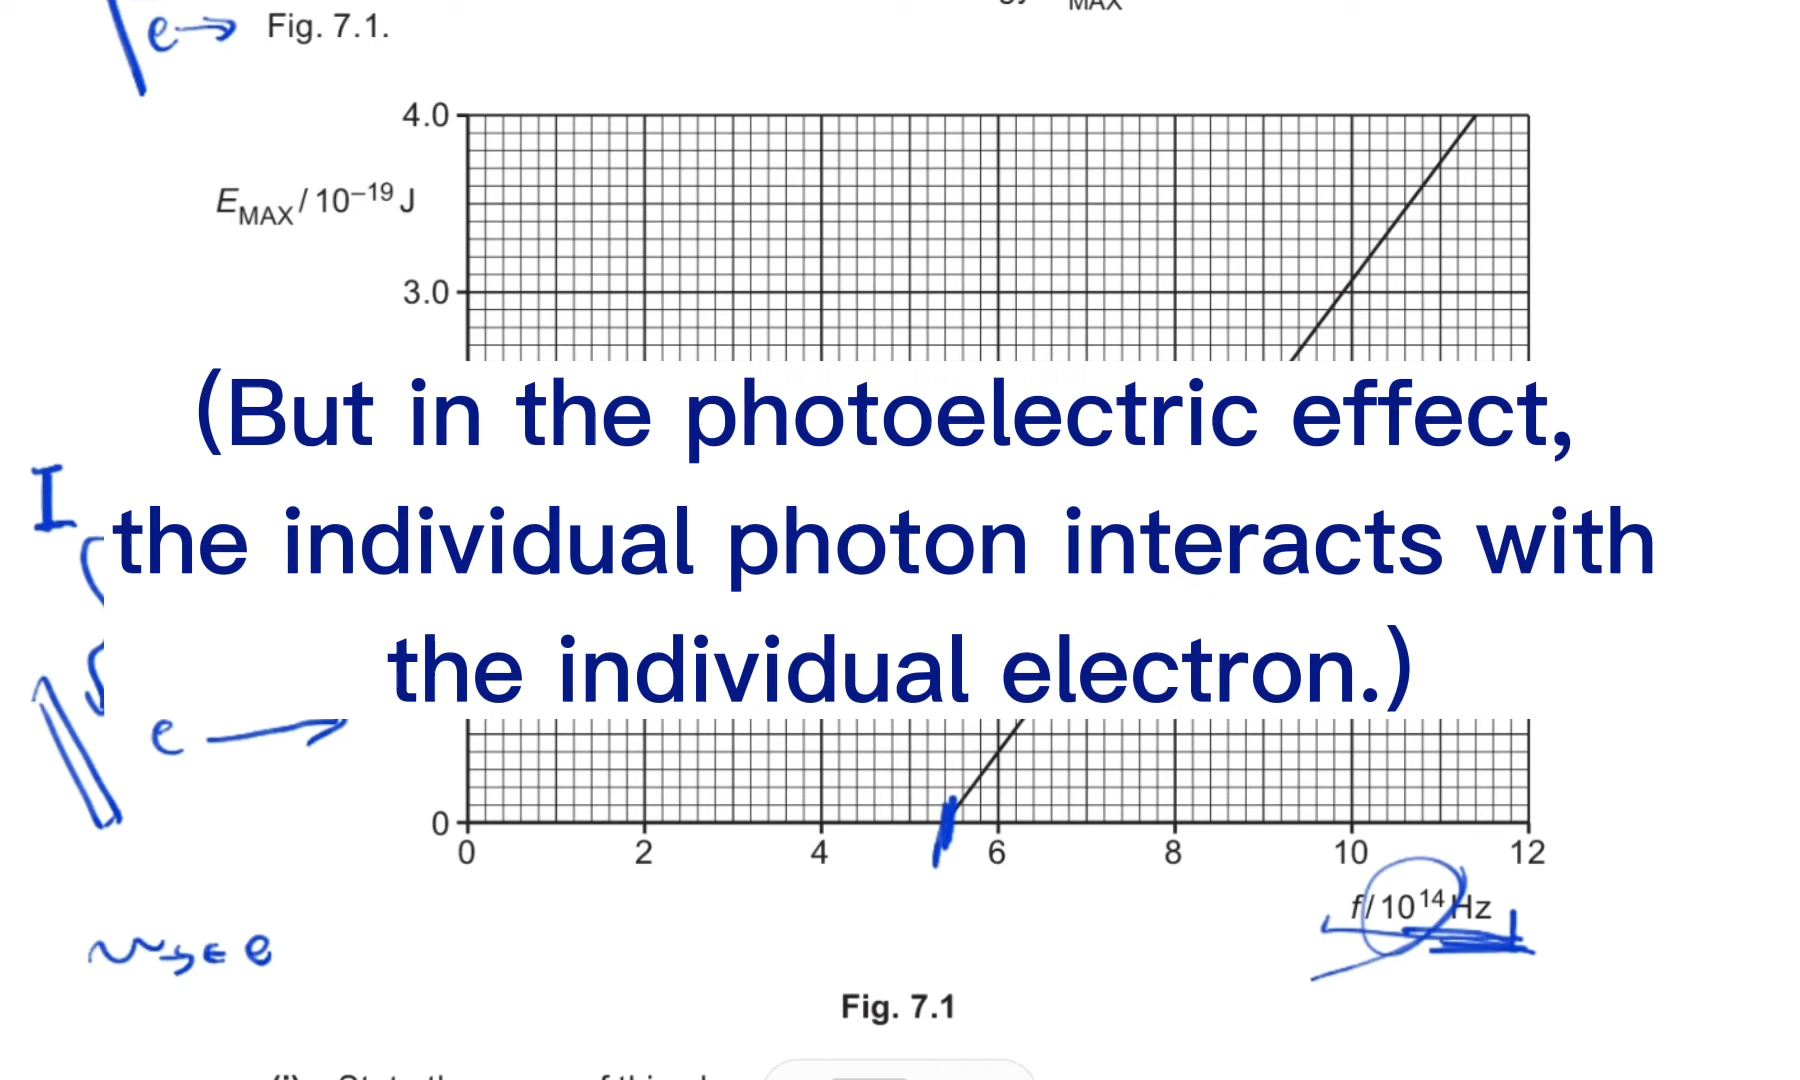 MAX
e→ Fig. 7.1.
4.0
E_MAX / 10⁻¹⁹ J
3.0
(But in the photoelectric effect,
I
the individual photon interacts with
the individual electron.)
e
0
0 2 4 6 8 10 12
f / 10¹⁴ Hz
e
Fig. 7.1